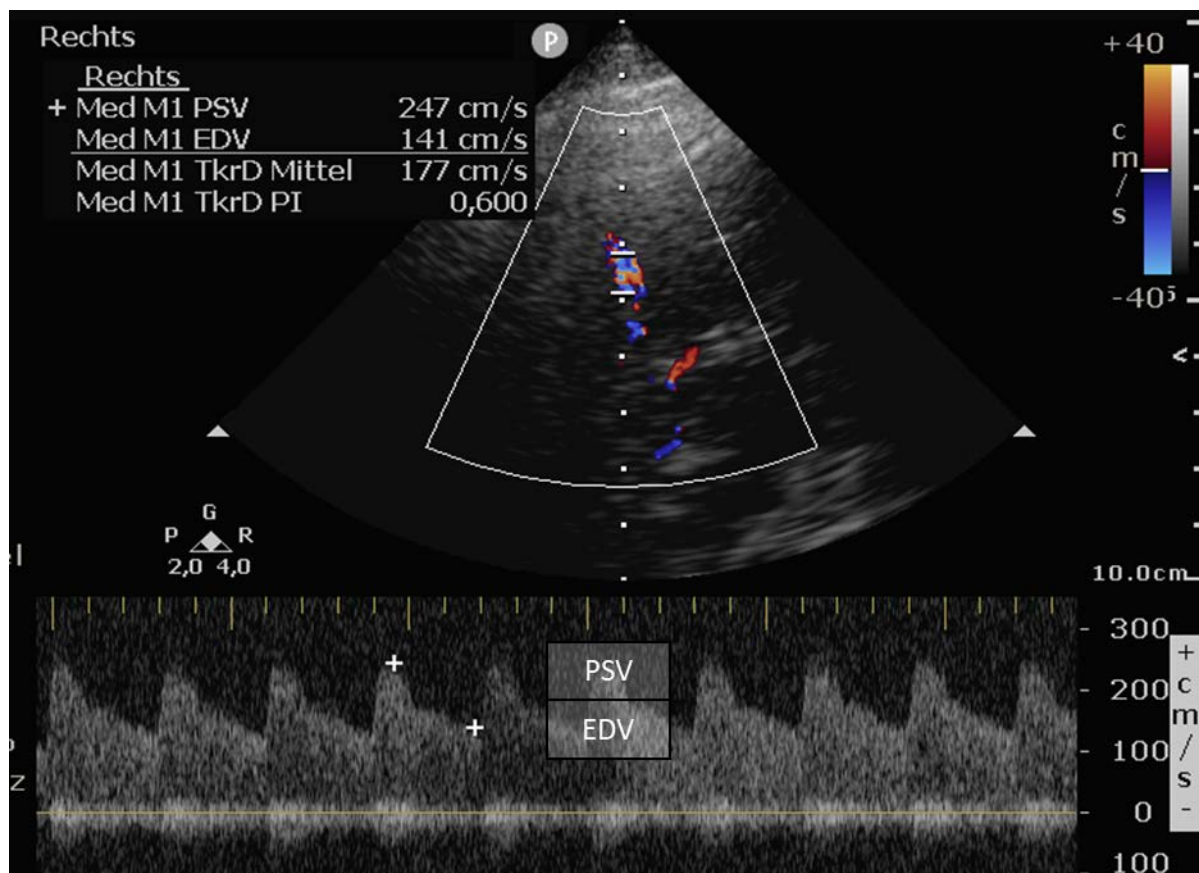 Rechts
P
Rechts
+ Med M1 PSV 247 cm/s
Med M1 EDV 141 cm/s
Med M1 TkrD Mittel 177 cm/s
Med M1 TkrD PI 0,600
+40
c
m
/
s
-40
5
<
G
P R
2,0 4,0
10.0cm
PSV
EDV
300
200
100
0
100
+
c
m
/
s
-